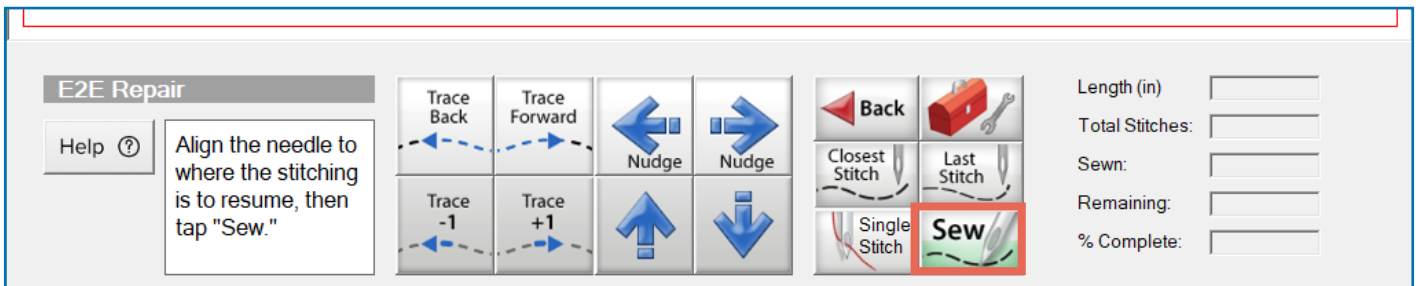 E2E Repair
Help ?
Align the needle to
where the stitching
is to resume, then
tap "Sew."
Trace
Back
Trace
Forward
Nudge
Nudge
Trace
-1
Trace
+1
Back
Closest
Stitch
Last
Stitch
Single
Stitch
Sew
Length (in)
Total Stitches:
Sewn:
Remaining:
% Complete: